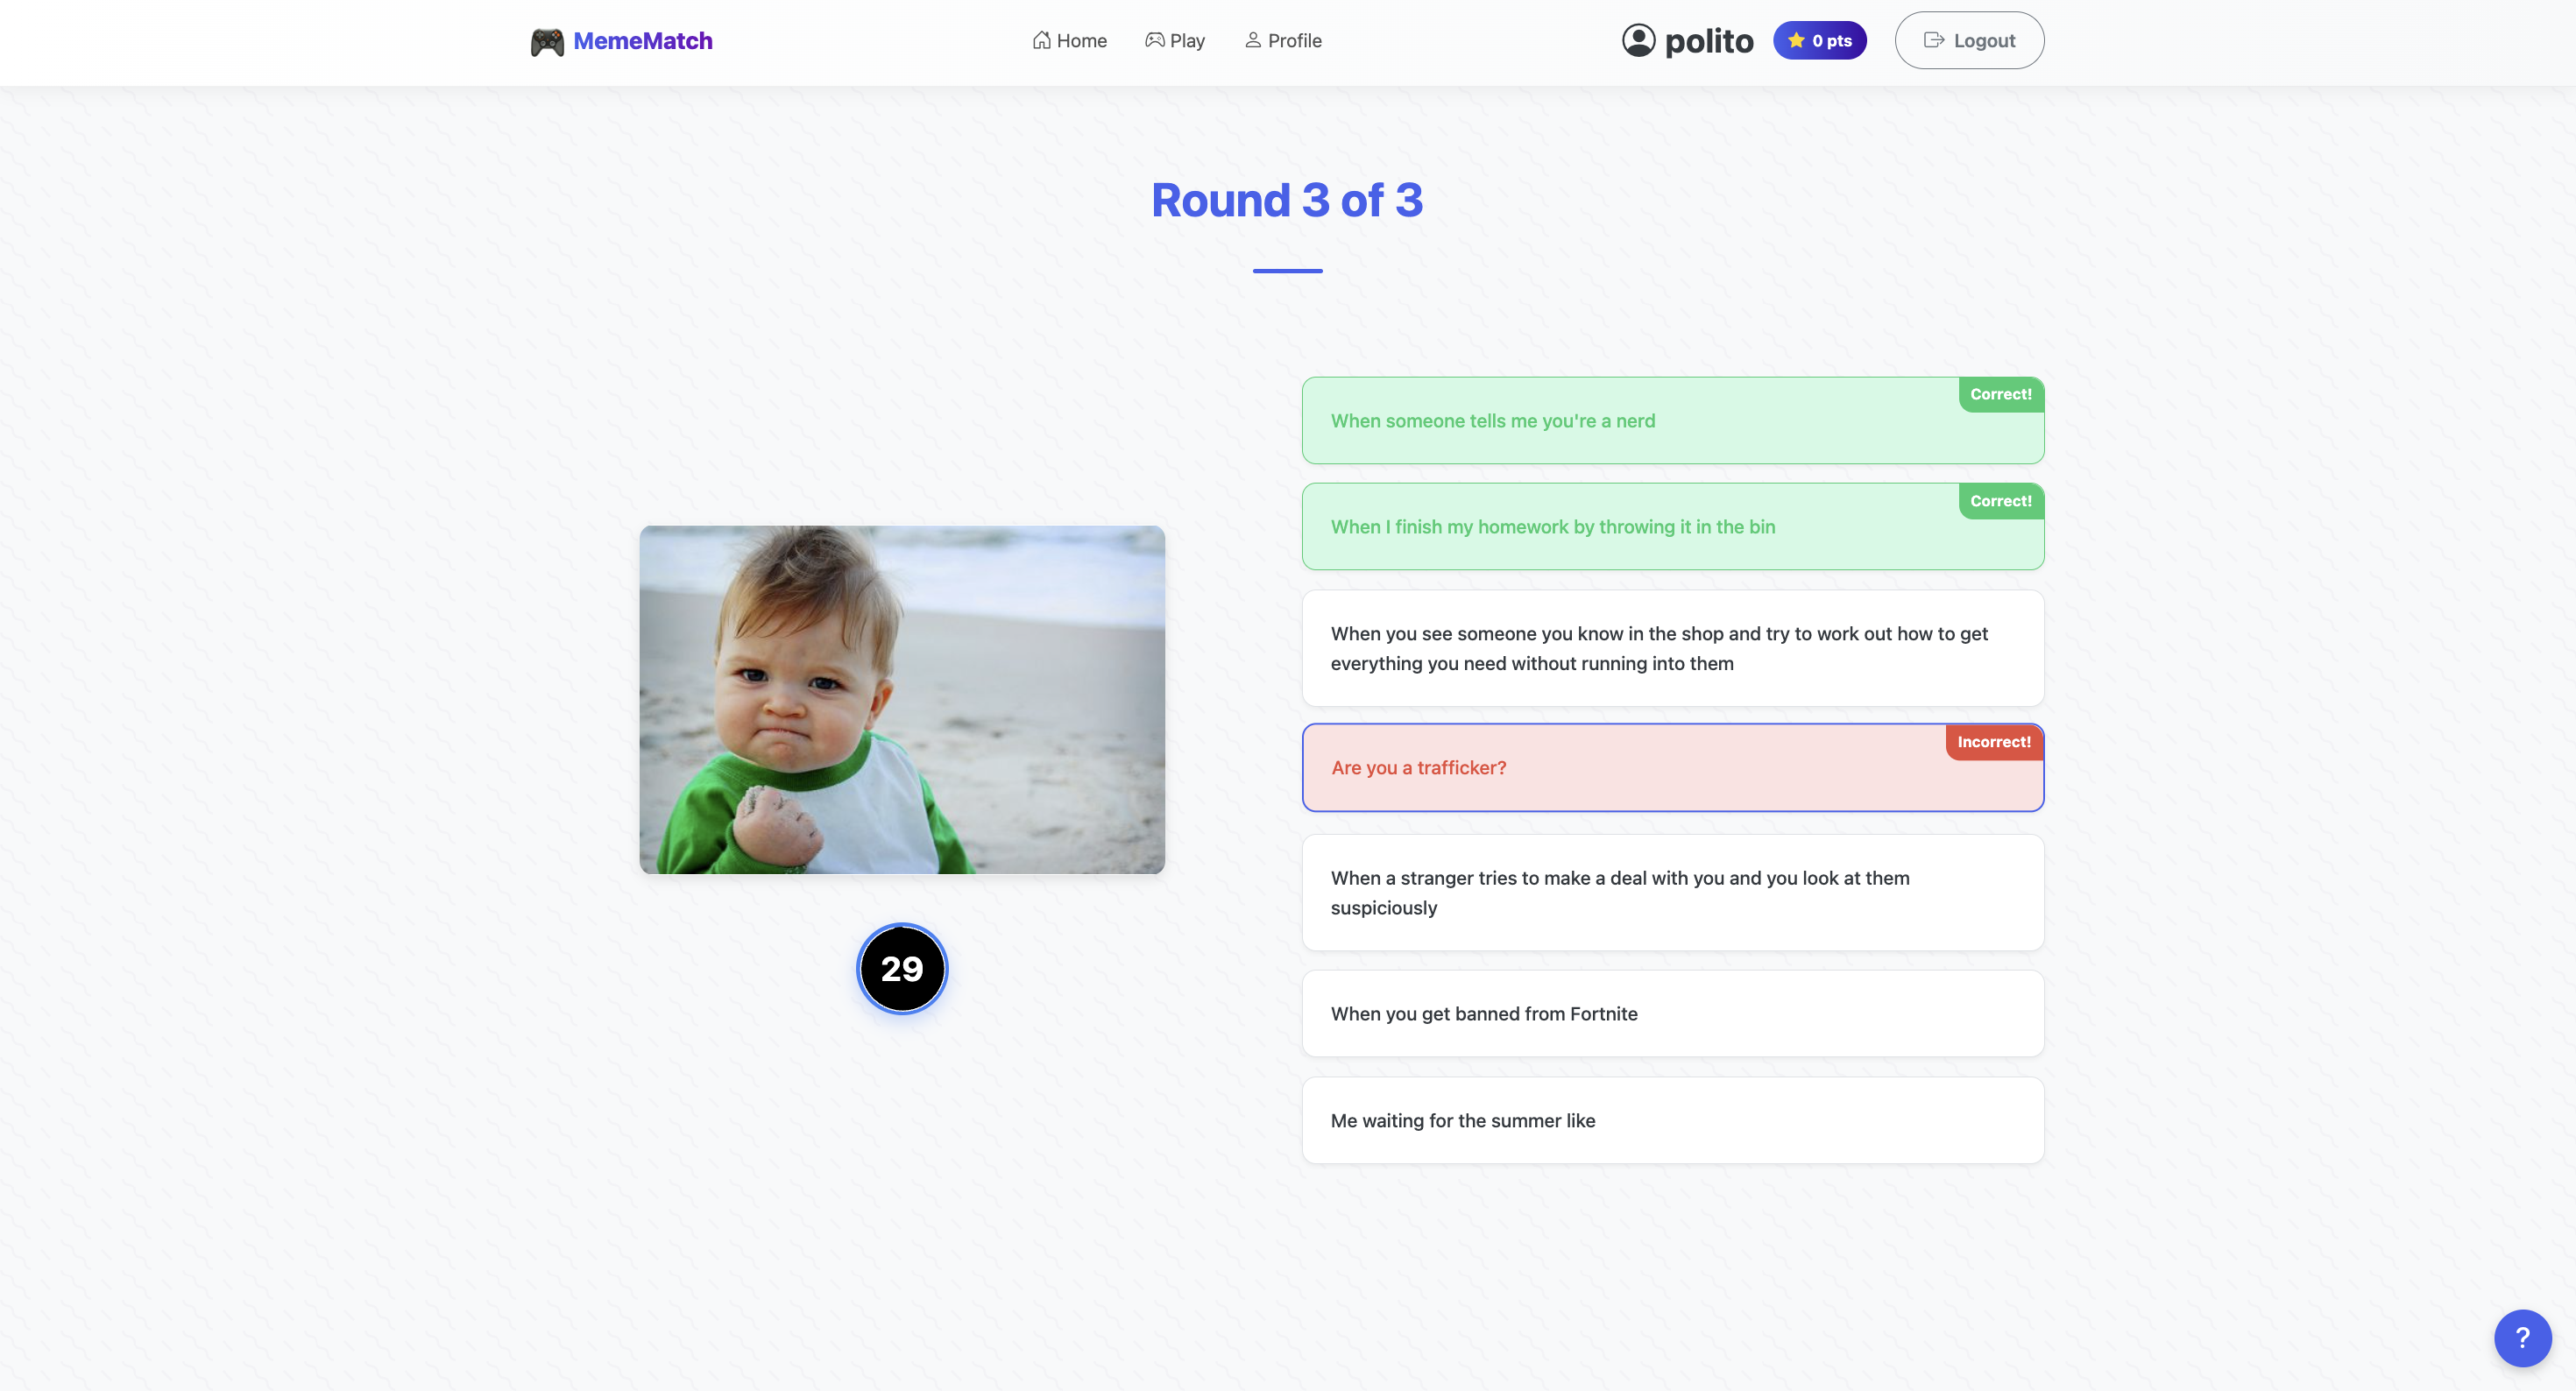 MemeMatch
Home
Play
Profile
polito
0 pts
Logout
Round 3 of 3
Correct!
When someone tells me you're a nerd
Correct!
When I finish my homework by throwing it in the bin
When you see someone you know in the shop and try to work out how to get
everything you need without running into them
Incorrect!
Are you a trafficker?
When a stranger tries to make a deal with you and you look at them
suspiciously
When you get banned from Fortnite
Me waiting for the summer like
29
?